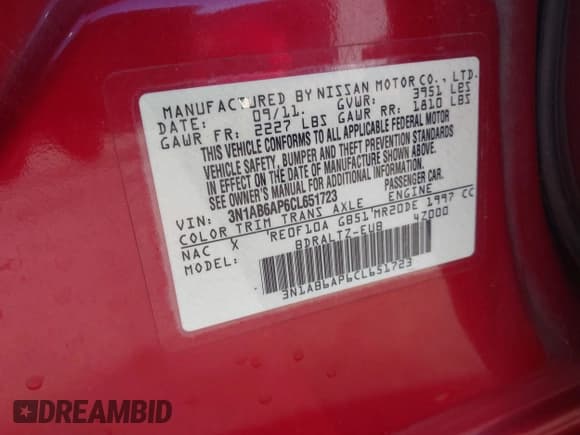 MANUFACTURED BY NISSAN MOTOR CO., LTD.
DATE: 09/11. GVWR: 3951 LBS
GAWR FR: 2227 LBS GAWR RR: 1810 LBS
THIS VEHICLE CONFORMS TO ALL APPLICABLE FEDERAL MOTOR
VEHICLE SAFETY, BUMPER AND THEFT PREVENTION STANDARDS
IN EFFECT ON THE DATE OF MANUFACTURE SHOWN ABOVE.
SEE OWNER'S MANUAL FOR ADDITIONAL INFORMATION.
VIN: 3N1AB6AP6CL651723 PASSENGER CAR.
COLOR TRIM TRANS AXLE ENGINE
NAC X RE0F10A GB51 MR20DE 1997 CC
MODEL: BDRALTZ-EUB 4Z000
3N1AB6AP6CL651723
DREAMBID